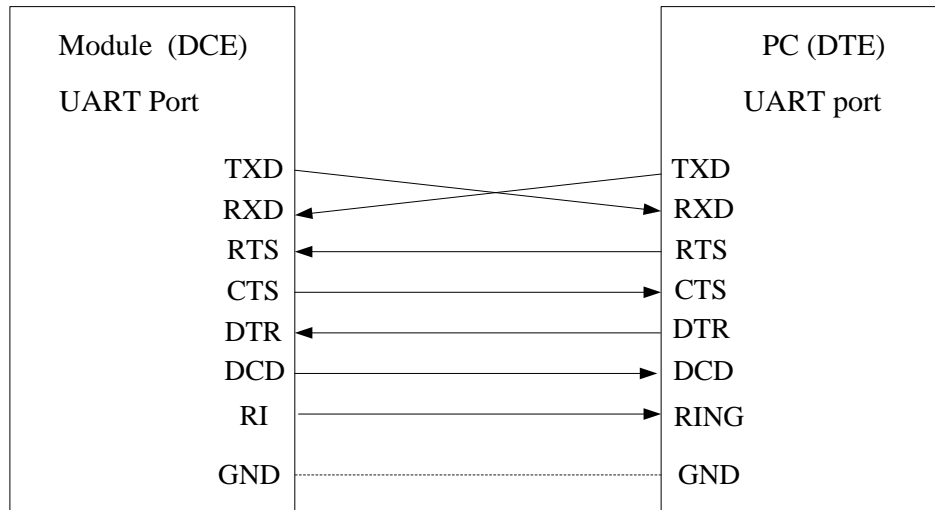 Module (DCE)
UART Port
TXD
RXD
RTS
CTS
DTR
DCD
RI
GND
PC (DTE)
UART port
TXD
RXD
RTS
CTS
DTR
DCD
RING
GND